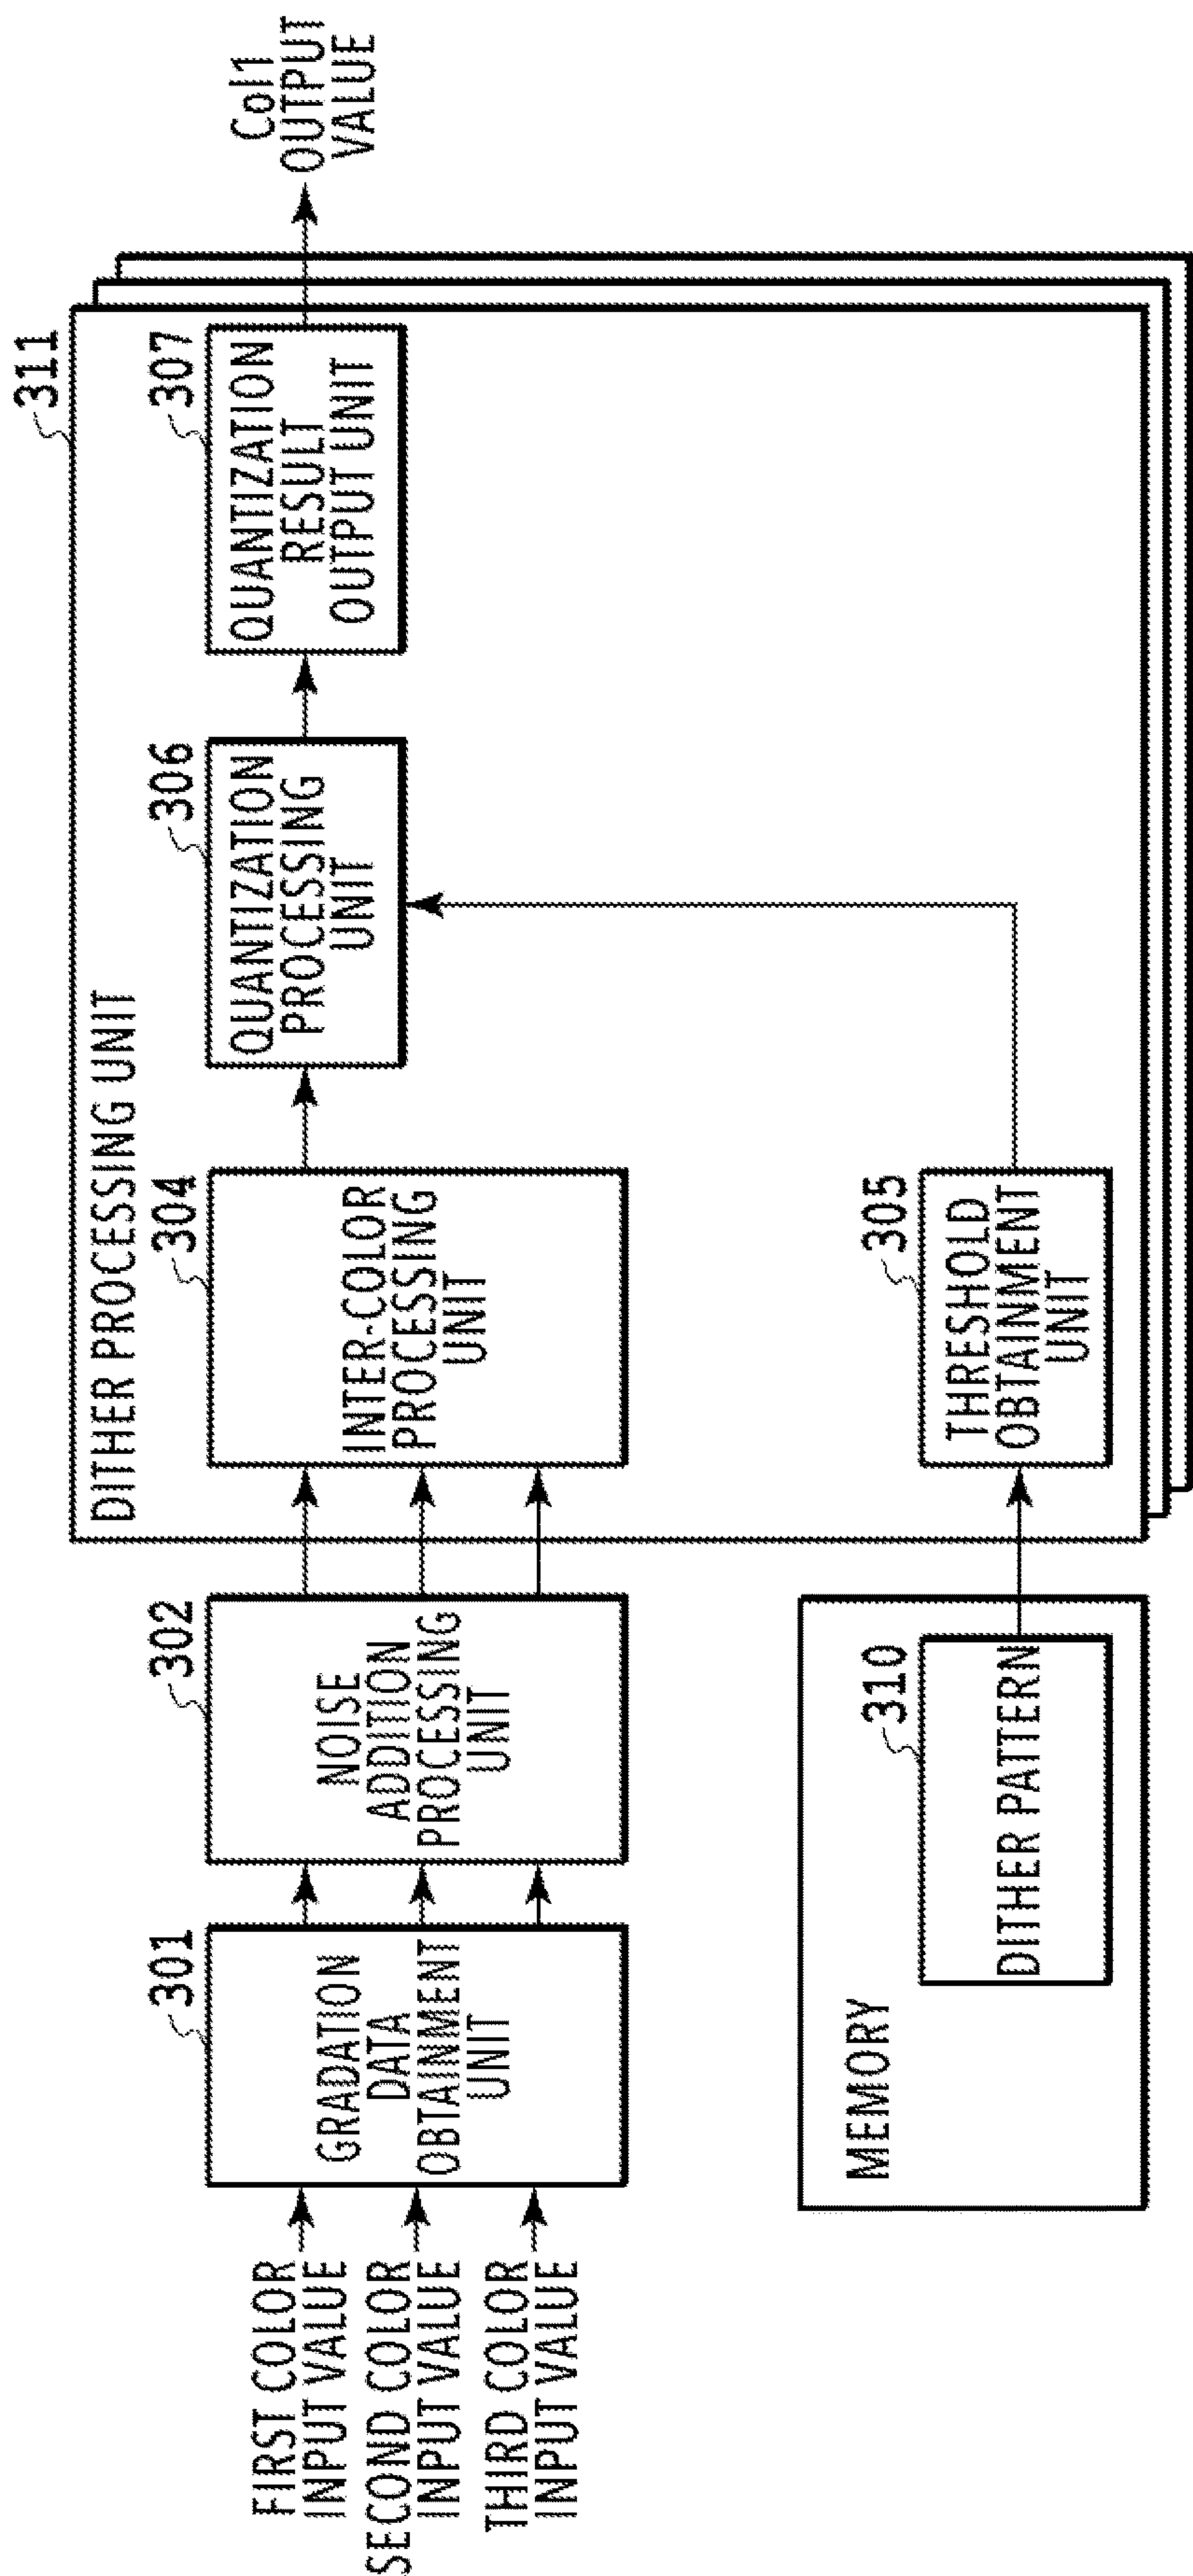 FIRST COLOR
INPUT VALUE
SECOND COLOR
INPUT VALUE
THIRD COLOR
INPUT VALUE
301
GRADATION
DATA
OBTAINMENT
UNIT
302
NOISE
ADDITION
PROCESSING
UNIT
MEMORY
310
DITHER PATTERN
311
DITHER PROCESSING UNIT
304
INTER-COLOR
PROCESSING
UNIT
305
THRESHOLD
OBTAINMENT
UNIT
306
QUANTIZATION
PROCESSING
UNIT
307
QUANTIZATION
RESULT
OUTPUT UNIT
Col1
OUTPUT
VALUE